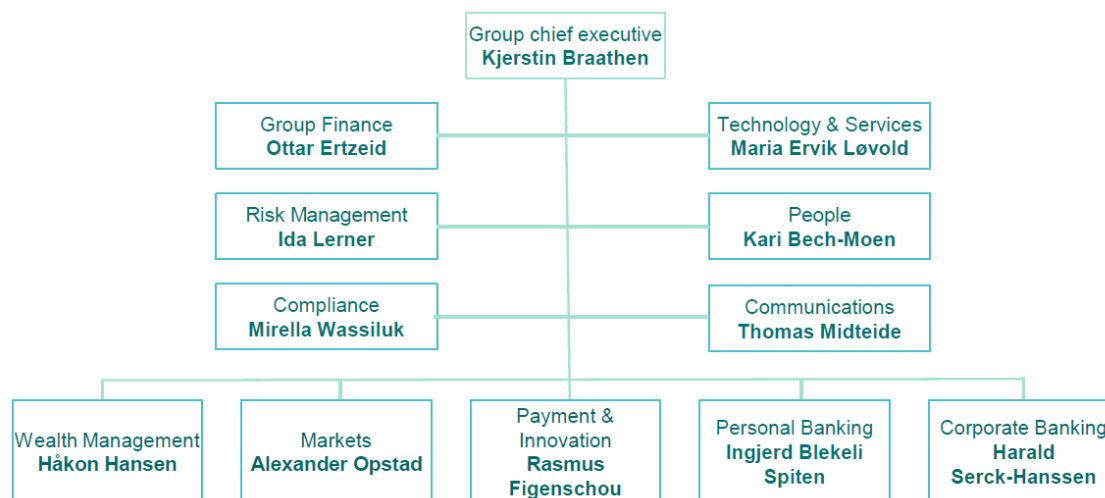 Group chief executive
Kjerstin Braathen
Group Finance
Ottar Ertzeid
Technology & Services
Maria Ervik Løvold
Risk Management
Ida Lerner
People
Kari Bech-Moen
Compliance
Mirella Wassiluk
Communications
Thomas Midteide
Wealth Management
Håkon Hansen
Markets
Alexander Opstad
Payment &
Innovation
Rasmus
Figenschou
Personal Banking
Ingjerd Blekeli
Spiten
Corporate Banking
Harald
Serck-Hanssen